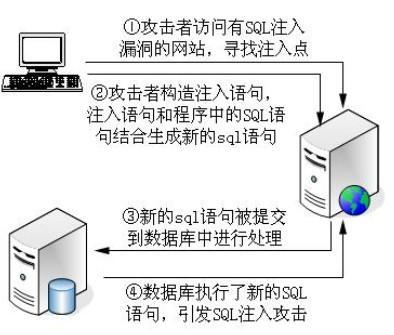 ①攻击者访问有SQL注入
漏洞的网站，寻找注入点
②攻击者构造注入语句，
注入语句和程序中的SQL语
句结合生成新的sql语句
③新的sql语句被提交
到数据库中进行处理
④数据库执行了新的SQL
语句，引发SQL注入攻击